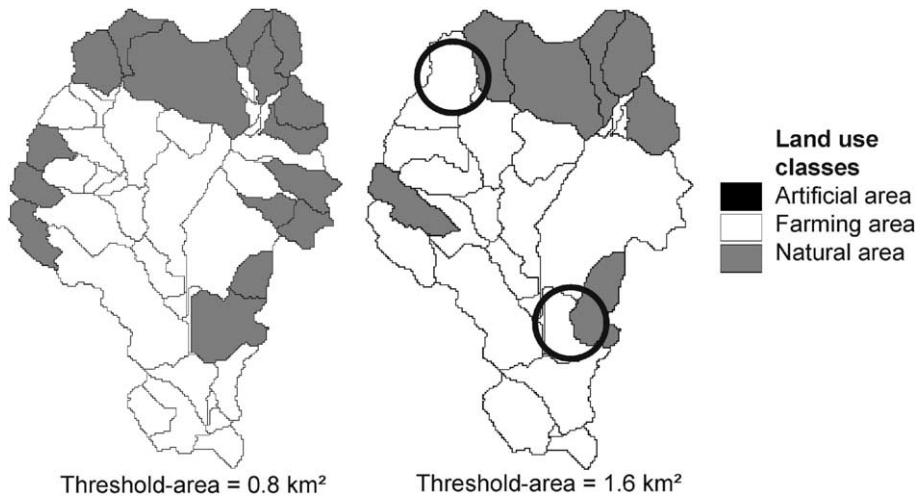 Land use
classes
Artificial area
Farming area
Natural area
Threshold-area = 0.8 km²
Threshold-area = 1.6 km²